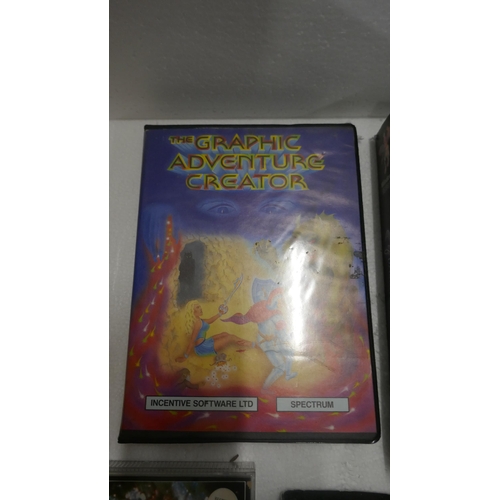 THE GRAPHIC
ADVENTURE
CREATOR
INCENTIVE SOFTWARE LTD
SPECTRUM